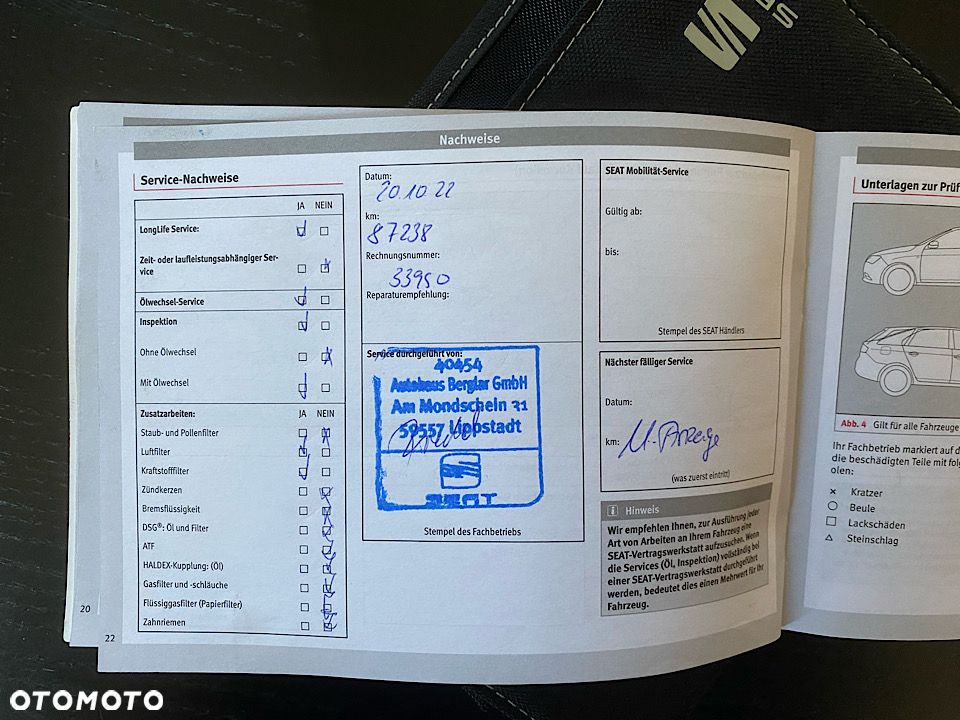 Nachweise
Service-Nachweise
JA NEIN
LongLife Service:
Zeit- oder laufleistungsabhängiger Ser-
vice
Ölwechsel-Service
Inspektion
Ohne Ölwechsel
Mit Ölwechsel
Zusatzarbeiten: JA NEIN
Staub- und Pollenfilter
Luftfilter
Kraftstofffilter
Zündkerzen
Bremsflüssigkeit
DSG®: Öl und Filter
ATF
HALDEX-Kupplung: (Öl)
Gasfilter und -schläuche
Flüssiggasfilter (Papierfilter)
Zahnriemen
20
22
Datum:
20.10.22
km:
87238
Rechnungsnummer:
33950
Reparaturempfehlung:
Service durchgeführt von:
40454
Autohaus Berglar GmbH
Am Mondschein 31
59557 Lippstadt
SEAT
Stempel des Fachbetriebs
SEAT Mobilität-Service
Gültig ab:
bis:
Stempel des SEAT Händlers
Nächster fälliger Service
Datum:
km:
(was zuerst eintritt)
i Hinweis
Wir empfehlen Ihnen, zur Ausführung jeder
Art von Arbeiten an Ihrem Fahrzeug eine
SEAT-Vertragswerkstatt aufzusuchen. Wenn
die Services (Öl, Inspektion) vollständig bei
einer SEAT-Vertragswerkstatt durchgeführt
werden, bedeutet dies einen Mehrwert für Ihr
Fahrzeug.
Unterlagen zur Prüf
Abb. 4 Gilt für alle Fahrzeuge
Ihr Fachbetrieb markiert auf d
die beschädigten Teile mit folg
olen:
× Kratzer
○ Beule
□ Lackschäden
△ Steinschlag
OTOMOTO